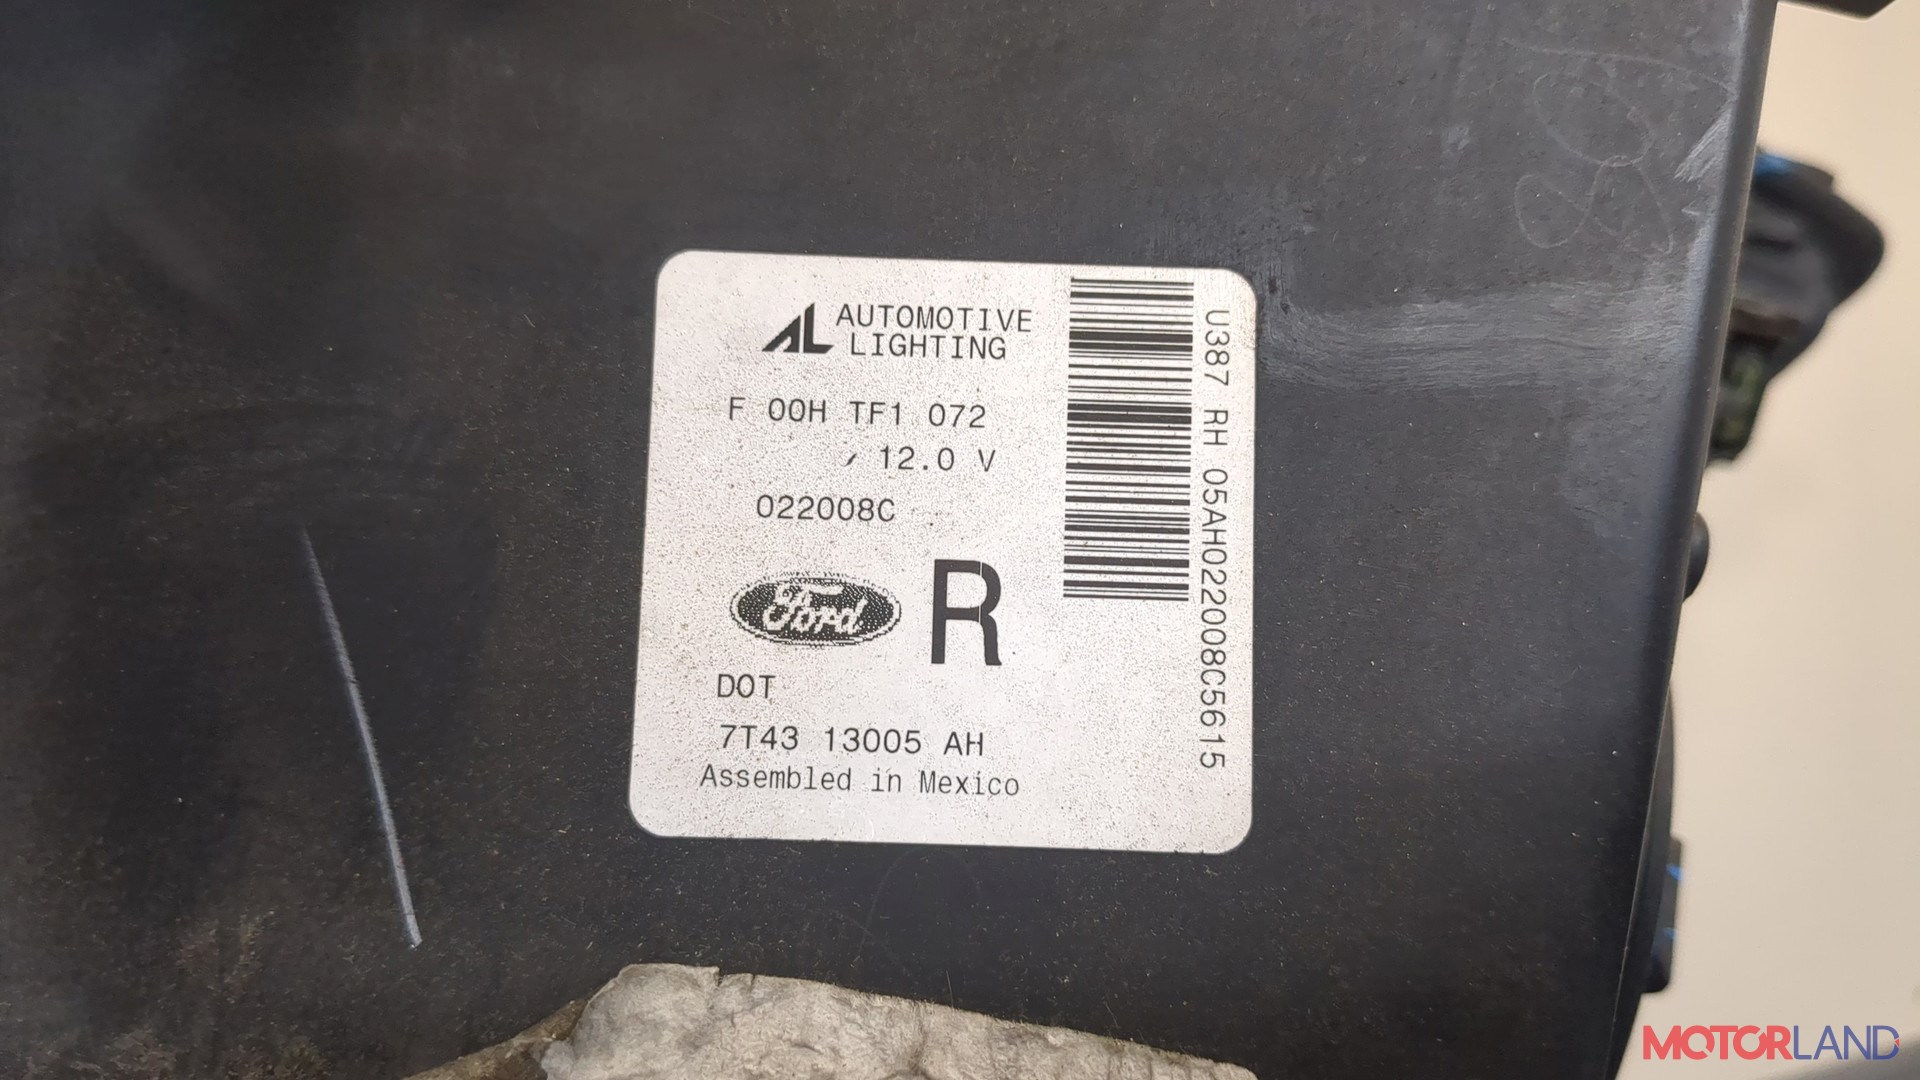 AL AUTOMOTIVE
LIGHTING
F 00H TF1 072
12.0 V
022008C
Ford R
DOT
7T43 13005 AH
Assembled in Mexico
U387 RH 05AH022008C5615
MOTORLAND